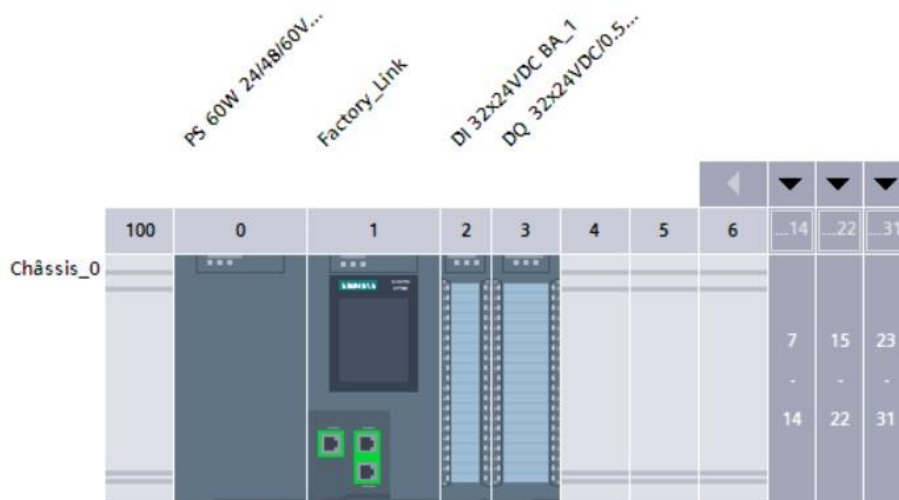 PS 60W 24/48/60V...
Factory_Link
DI 32x24VDC BA_1
DQ 32x24VDC/0.5...
100 0 1 2 3 4 5 6 ...14 ...22 ...31
Châssis_0
SIEMENS
7 15 23
- - -
14 22 31